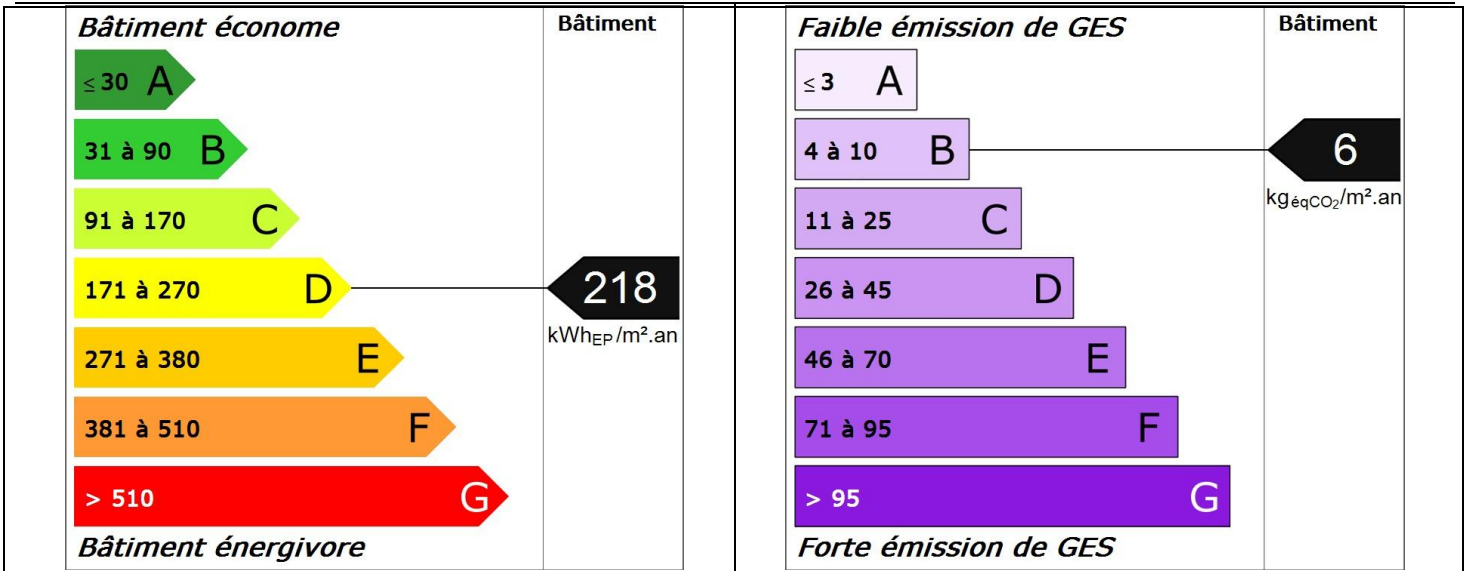 Bâtiment économe
Bâtiment
≤ 30 A
31 à 90 B
91 à 170 C
171 à 270 D
218
kWhEP/m².an
271 à 380 E
381 à 510 F
> 510 G
Bâtiment énergivore
Faible émission de GES
Bâtiment
≤ 3 A
4 à 10 B
6
kgéqCO₂/m².an
11 à 25 C
26 à 45 D
46 à 70 E
71 à 95 F
> 95 G
Forte émission de GES